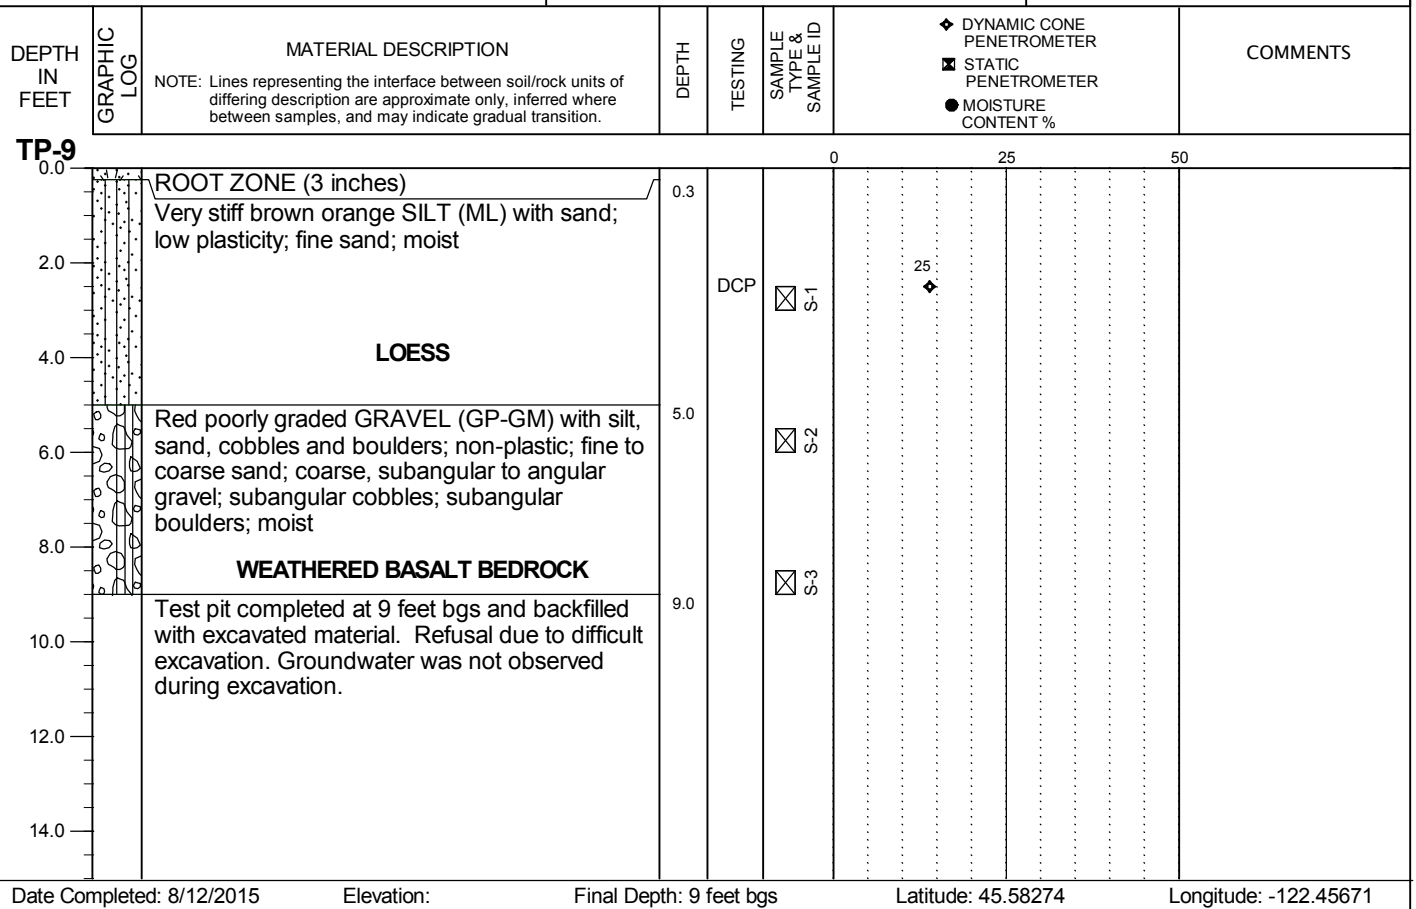 DEPTH
IN
FEET
GRAPHIC
LOG
MATERIAL DESCRIPTION
NOTE: Lines representing the interface between soil/rock units of
differing description are approximate only, inferred where
between samples, and may indicate gradual transition.
DEPTH
TESTING
SAMPLE
TYPE &
SAMPLE ID
DYNAMIC CONE
PENETROMETER
STATIC
PENETROMETER
MOISTURE
CONTENT %
COMMENTS
TP-9
0 25 50
0.0
ROOT ZONE (3 inches)
0.3
Very stiff brown orange SILT (ML) with sand;
low plasticity; fine sand; moist
2.0
25
DCP
S-1
LOESS
4.0
Red poorly graded GRAVEL (GP-GM) with silt,
5.0
sand, cobbles and boulders; non-plastic; fine to
S-2
6.0
coarse sand; coarse, subangular to angular
gravel; subangular cobbles; subangular
boulders; moist
8.0
WEATHERED BASALT BEDROCK
S-3
Test pit completed at 9 feet bgs and backfilled
9.0
with excavated material. Refusal due to difficult
10.0
excavation. Groundwater was not observed
during excavation.
12.0
14.0
Date Completed: 8/12/2015 Elevation: Final Depth: 9 feet bgs Latitude: 45.58274 Longitude: -122.45671